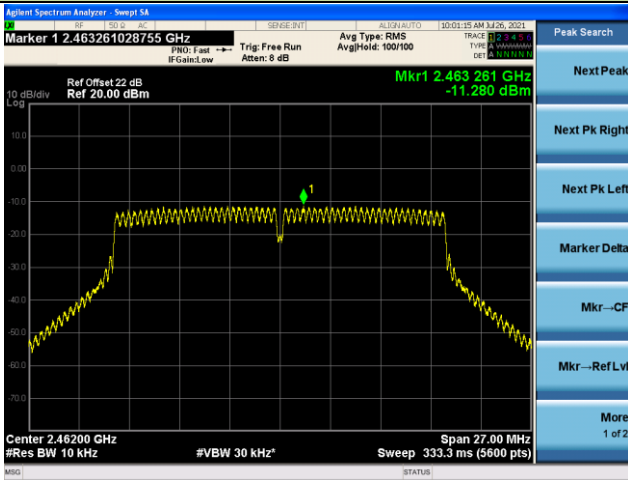 Agilent Spectrum Analyzer - Swept SA
RF 50 Ω AC SENSE:INT ALIGN AUTO 10:01:15 AM Jul 26, 2021
Marker 1 2.463261028755 GHz
PNO: Fast
IFGain:Low
Trig: Free Run
Atten: 8 dB
Avg Type: RMS
Avg|Hold: 100/100
TRACE 1 2 3 4 5 6
TYPE A WWWWW
DET A N N N N N
Peak Search
Ref Offset 22 dB
10 dB/div Ref 20.00 dBm
Log
Mkr1 2.463 261 GHz
-11.280 dBm
1
10.0
0.00
-10.0
-20.0
-30.0
-40.0
-50.0
-60.0
-70.0
Center 2.46200 GHz
Span 27.00 MHz
#Res BW 10 kHz
#VBW 30 kHz*
Sweep 333.3 ms (5600 pts)
MSG
STATUS
Next Peak
Next Pk Right
Next Pk Left
Marker Delta
Mkr→CF
Mkr→Ref Lvl
More
1 of 2